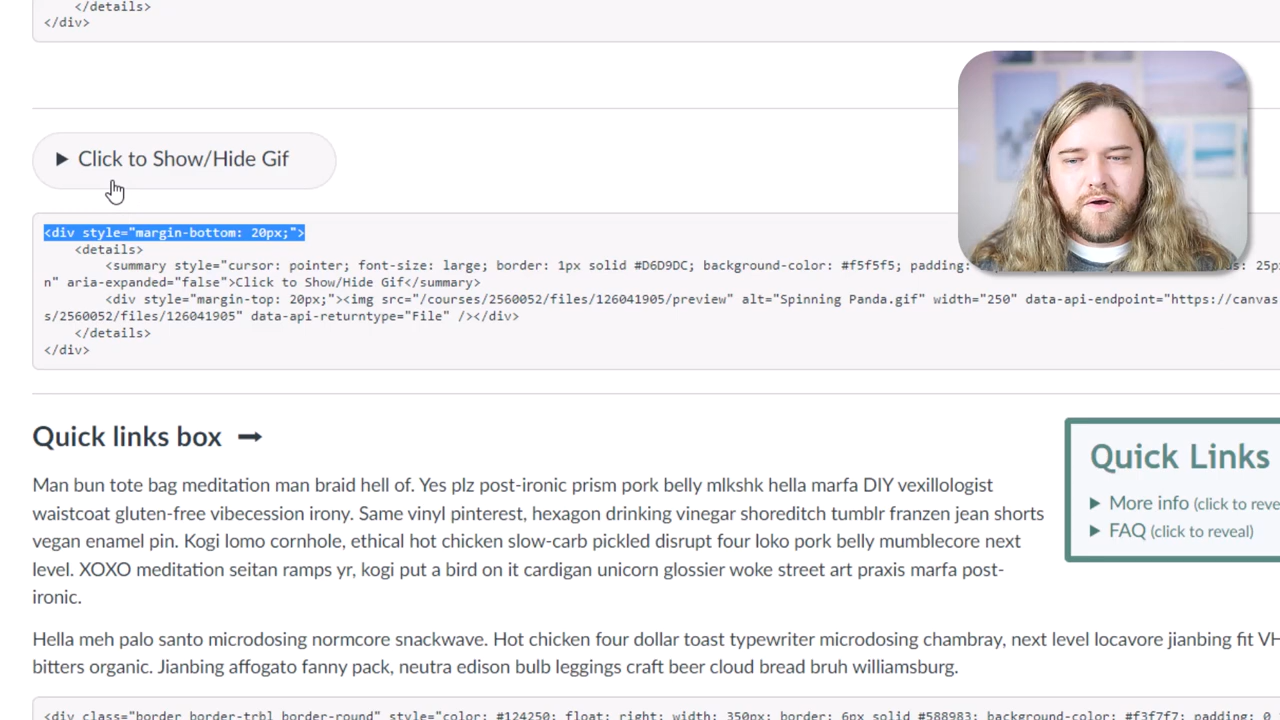 </details>
</div>
Click to Show/Hide Gif
<div style="margin-bottom: 20px;">
<details>
<summary style="cursor: pointer; font-size: large; border: 1px solid #D6D9DC; background-color: #f5f5f5; padding: 25p
n" aria-expanded="false">Click to Show/Hide Gif</summary>
<div style="margin-top: 20px;"><img src="/courses/2560052/files/126041905/preview" alt="Spinning Panda.gif" width="250" data-api-endpoint="https://canvas
s/2560052/files/126041905" data-api-returntype="File" /></div>
</details>
</div>
Quick links box
Man bun tote bag meditation man braid hell of. Yes plz post-ironic prism pork belly mlkshk hella marfa DIY vexillologist
waistcoat gluten-free vibecession irony. Same vinyl pinterest, hexagon drinking vinegar shoreditch tumblr franzen jean shorts
vegan enamel pin. Kogi lomo cornhole, ethical hot chicken slow-carb pickled disrupt four loko pork belly mumblecore next
level. XOXO meditation seitan ramps yr, kogi put a bird on it cardigan unicorn glossier woke street art praxis marfa post-
ironic.
Quick Links
More info (click to reve
FAQ (click to reveal)
Hella meh palo santo microdosing normcore snackwave. Hot chicken four dollar toast typewriter microdosing chambray, next level locavore jianbing fit VH
bitters organic. Jianbing affogato fanny pack, neutra edison bulb leggings craft beer cloud bread bruh williamsburg.
<div class="border border-trbl border-round" style="color: #124250; float: right; width: 350px; border: 6px solid #588983; background-color: #f3f7f7; padding: 0